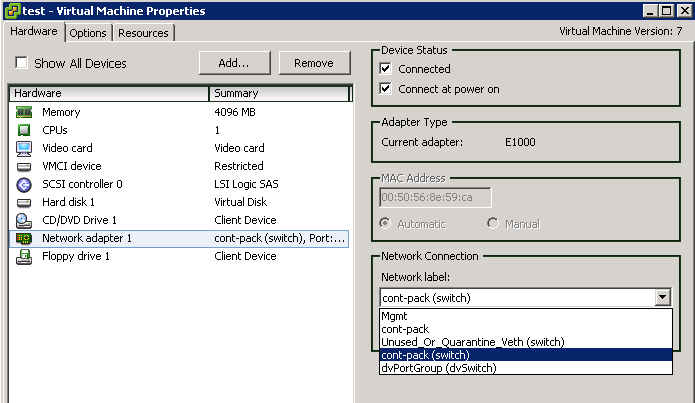 test - Virtual Machine Properties
Hardware Options Resources Virtual Machine Version: 7
Show All Devices Add... Remove
Hardware Summary
Memory 4096 MB
CPUs 1
Video card Video card
VMCI device Restricted
SCSI controller 0 LSI Logic SAS
Hard disk 1 Virtual Disk
CD/DVD Drive 1 Client Device
Network adapter 1 cont-pack (switch), Port:...
Floppy drive 1 Client Device
Device Status
Connected
Connect at power on
Adapter Type
Current adapter: E1000
MAC Address
00:50:56:8e:59:ca
Automatic Manual
Network Connection
Network label:
cont-pack (switch)
Mgmt
cont-pack
Unused_Or_Quarantine_Veth (switch)
cont-pack (switch)
dvPortGroup (dvSwitch)